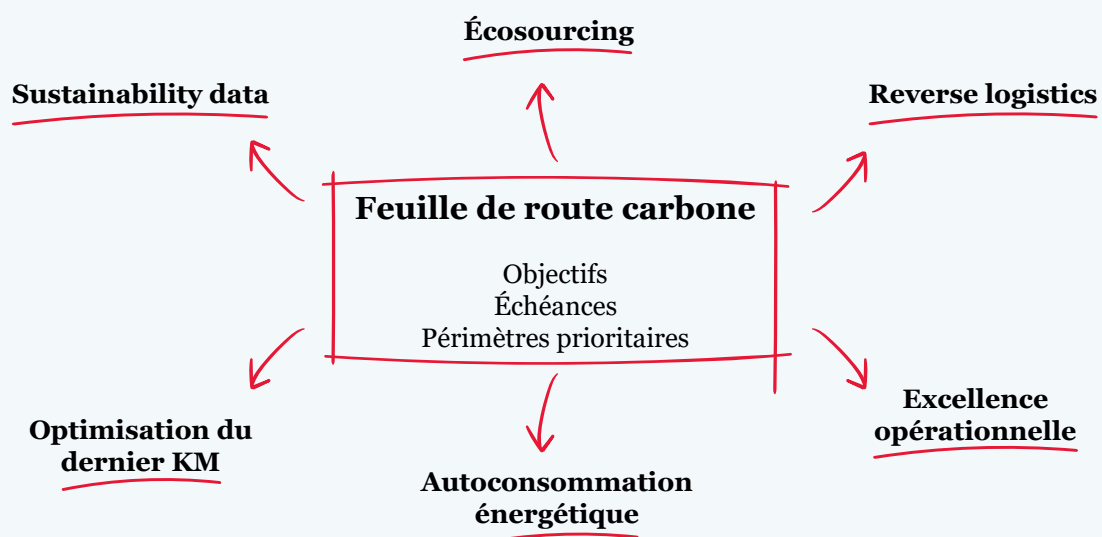 Écosourcing
Sustainability data
Reverse logistics
Feuille de route carbone
Objectifs
Échéances
Périmètres prioritaires
Optimisation du
dernier KM
Excellence
opérationnelle
Autoconsommation
énergétique